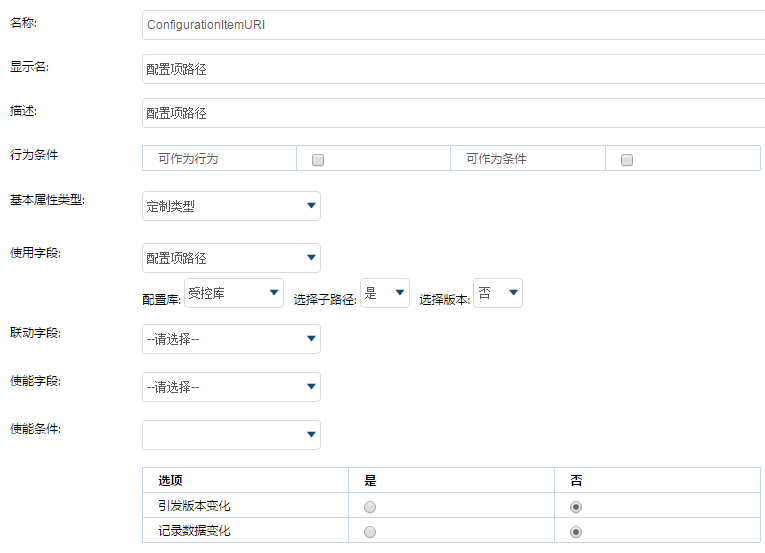 名称: ConfigurationItemURI
显示名: 配置项路径
描述: 配置项路径
行为条件 可作为行为 可作为条件
基本属性类型: 定制类型
使用字段: 配置项路径
配置库: 受控库 选择子路径: 是 选择版本: 否
联动字段: --请选择--
使能字段: --请选择--
使能条件:
选项 是 否
引发版本变化
记录数据变化